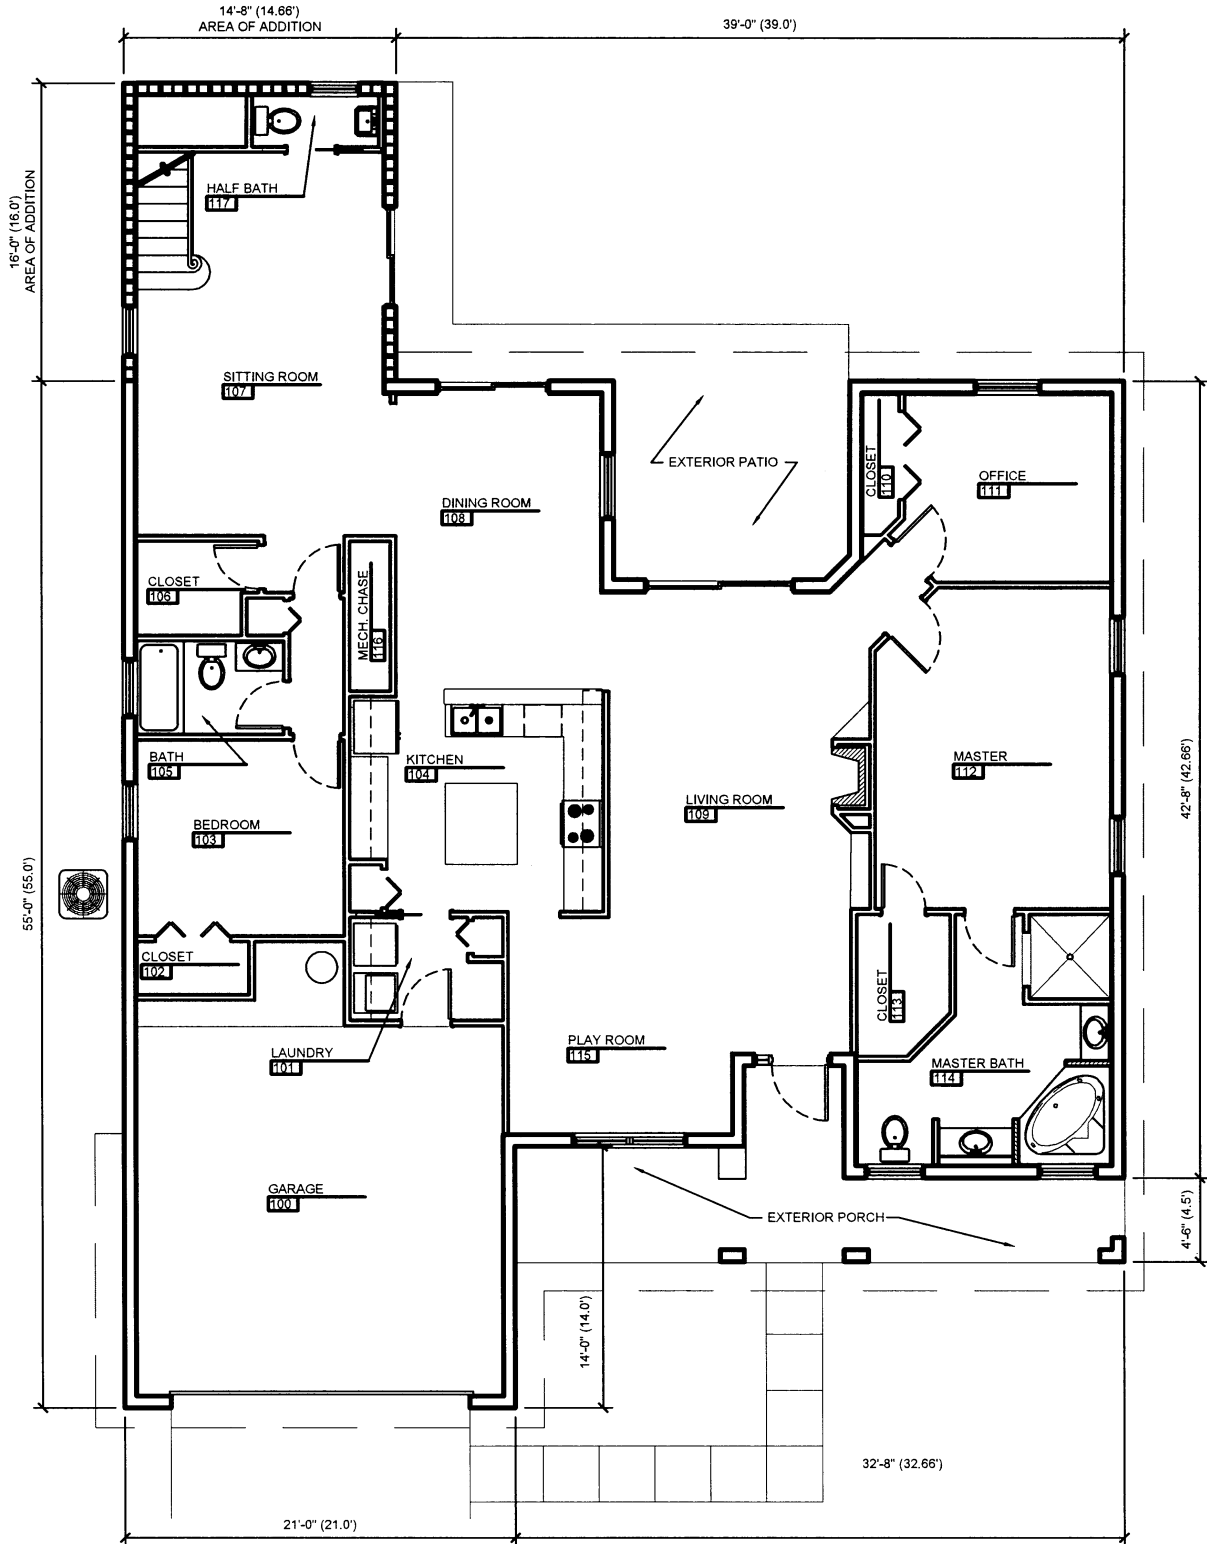 14'-8" (14.66')
AREA OF ADDITION
39'-0" (39.0')
16'-0" (16.0')
AREA OF ADDITION
HALF BATH
117
SITTING ROOM
107
EXTERIOR PATIO
CLOSET
110
OFFICE
111
DINING ROOM
108
CLOSET
106
MECH. CHASE
116
BATH
105
KITCHEN
104
MASTER
112
LIVING ROOM
109
BEDROOM
103
42'-8" (42.66')
55'-0" (55.0')
CLOSET
102
CLOSET
113
LAUNDRY
101
PLAY ROOM
115
MASTER BATH
114
GARAGE
100
EXTERIOR PORCH
4'-6" (4.5')
14'-0" (14.0')
32'-8" (32.66')
21'-0" (21.0')